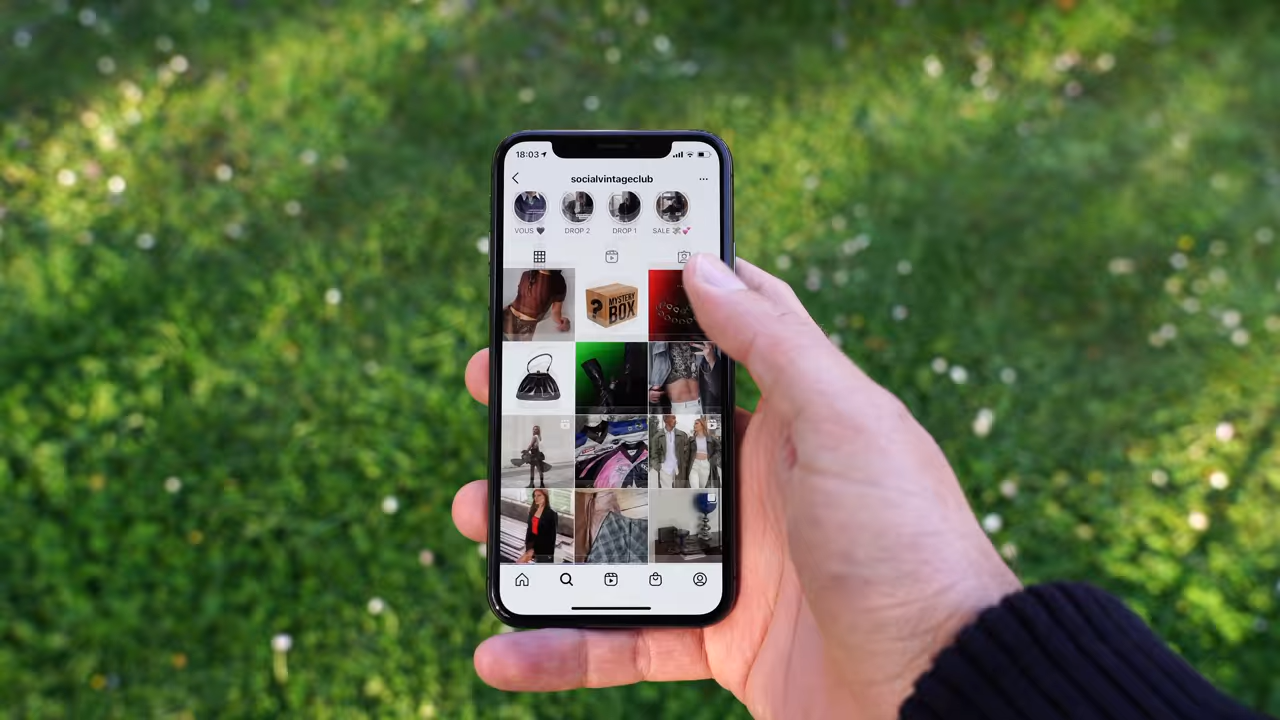 18:03
socialvintageclub
VOUS 🖤
DROP 2
DROP 1
SALE 💸💕
?
MYSTERY
BOX